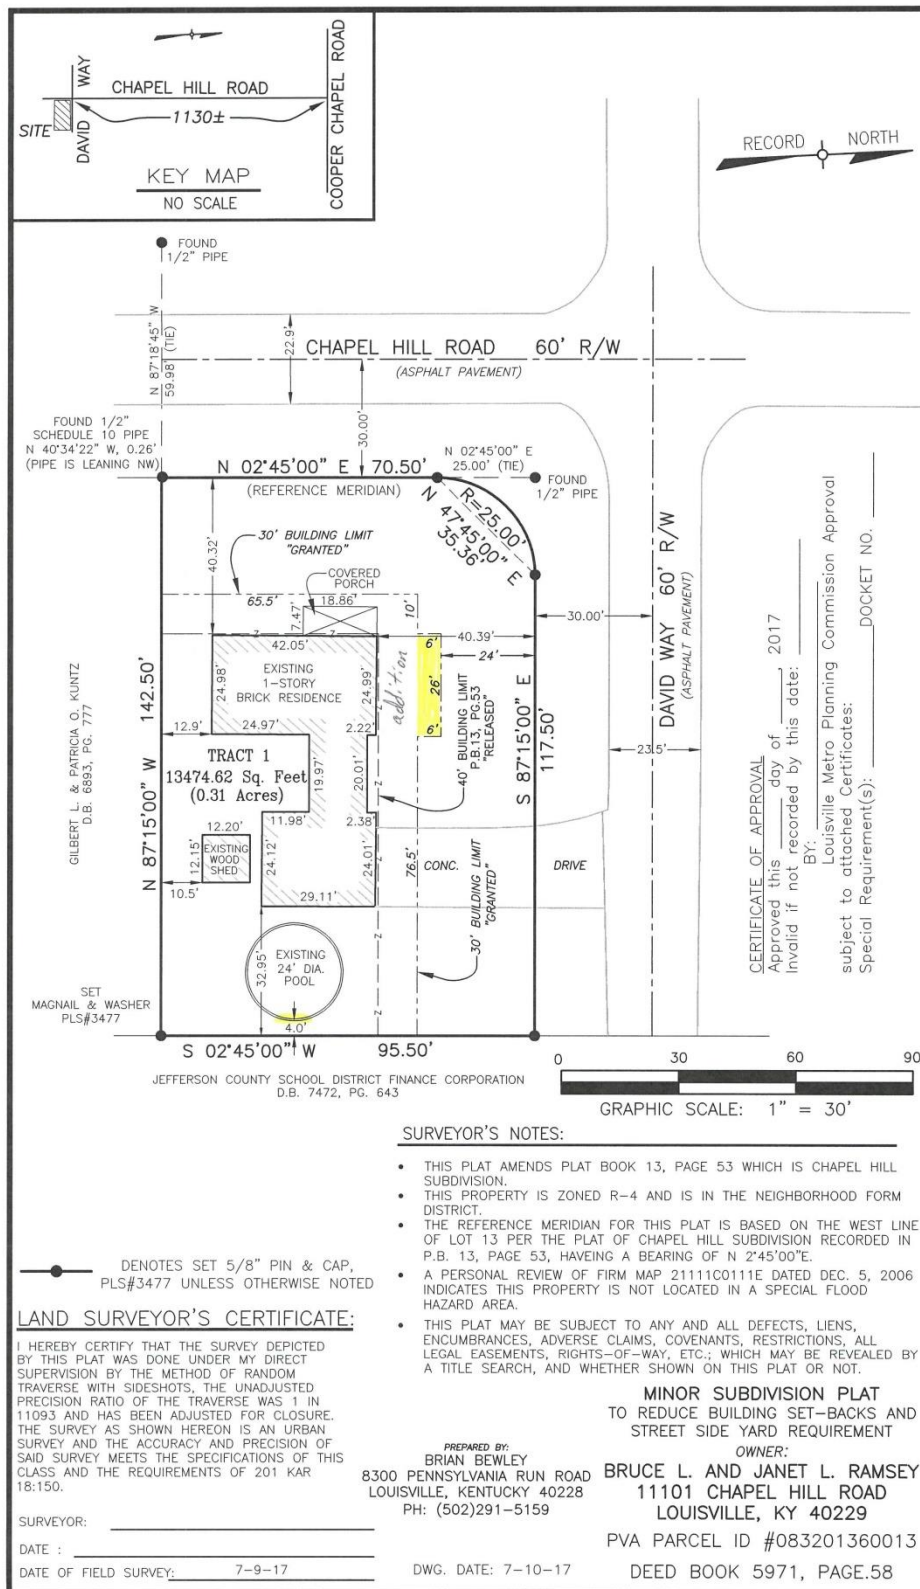 DAVID WAY
CHAPEL HILL ROAD
1130±
SITE
COOPER CHAPEL ROAD
KEY MAP
NO SCALE
RECORD NORTH
FOUND
1/2" PIPE
N 87°18'45" W
59.98' (TIE)
22.9'
CHAPEL HILL ROAD 60' R/W
(ASPHALT PAVEMENT)
30.00'
FOUND 1/2"
SCHEDULE 10 PIPE
N 40°34'22" W, 0.26'
(PIPE IS LEANING NW)
N 02°45'00" E 70.50'
(REFERENCE MERIDIAN)
N 02°45'00" E
25.00' (TIE)
FOUND
1/2" PIPE
R=25.00'
N 47°45'00" E
35.36'
30' BUILDING LIMIT
"GRANTED"
40.32'
COVERED
PORCH
65.5'
18.86'
7.47'
10'
30.00'
40.39'
42.05'
6'
24'
EXISTING
1-STORY
BRICK RESIDENCE
24.98'
24.99'
addition
26'
6'
40' BUILDING LIMIT
P.B.13, PG.53
"RELEASED"
S 87°15'00" E
117.50'
DAVID WAY 60' R/W
(ASPHALT PAVEMENT)
23.5'
GILBERT L. & PATRICIA O. KUNTZ
D.B. 6893, PG. 777
N 87°15'00" W 142.50'
12.9'
24.97'
2.22'
TRACT 1
13474.62 Sq. Feet
(0.31 Acres)
19.97'
20.01'
11.98'
2.38'
12.20'
12.15'
EXISTING
WOOD
SHED
24.12'
24.01'
76.5'
CONC.
DRIVE
10.5'
29.11'
30' BUILDING LIMIT
"GRANTED"
32.95'
EXISTING
24' DIA.
POOL
4.0'
SET
MAGNAIL & WASHER
PLS#3477
S 02°45'00" W 95.50'
JEFFERSON COUNTY SCHOOL DISTRICT FINANCE CORPORATION
D.B. 7472, PG. 643
CERTIFICATE OF APPROVAL
Approved this ___ day of ___, 2017
Invalid if not recorded by this date: ___
BY: ___
Louisville Metro Planning Commission Approval
subject to attached Certificates:
Special Requirement(s): ___ DOCKET NO. ___
0 30 60 90
GRAPHIC SCALE: 1" = 30'
SURVEYOR'S NOTES:
• THIS PLAT AMENDS PLAT BOOK 13, PAGE 53 WHICH IS CHAPEL HILL
SUBDIVISION.
• THIS PROPERTY IS ZONED R-4 AND IS IN THE NEIGHBORHOOD FORM
DISTRICT.
• THE REFERENCE MERIDIAN FOR THIS PLAT IS BASED ON THE WEST LINE
OF LOT 13 PER THE PLAT OF CHAPEL HILL SUBDIVISION RECORDED IN
P.B. 13, PAGE 53, HAVEING A BEARING OF N 2°45'00"E.
• A PERSONAL REVIEW OF FIRM MAP 21111C0111E DATED DEC. 5, 2006
INDICATES THIS PROPERTY IS NOT LOCATED IN A SPECIAL FLOOD
HAZARD AREA.
• THIS PLAT MAY BE SUBJECT TO ANY AND ALL DEFECTS, LIENS,
ENCUMBRANCES, ADVERSE CLAIMS, COVENANTS, RESTRICTIONS, ALL
LEGAL EASEMENTS, RIGHTS-OF-WAY, ETC.; WHICH MAY BE REVEALED BY
A TITLE SEARCH, AND WHETHER SHOWN ON THIS PLAT OR NOT.
DENOTES SET 5/8" PIN & CAP,
PLS#3477 UNLESS OTHERWISE NOTED
LAND SURVEYOR'S CERTIFICATE:
I HEREBY CERTIFY THAT THE SURVEY DEPICTED
BY THIS PLAT WAS DONE UNDER MY DIRECT
SUPERVISION BY THE METHOD OF RANDOM
TRAVERSE WITH SIDESHOTS, THE UNADJUSTED
PRECISION RATIO OF THE TRAVERSE WAS 1 IN
11093 AND HAS BEEN ADJUSTED FOR CLOSURE.
THE SURVEY AS SHOWN HEREON IS AN URBAN
SURVEY AND THE ACCURACY AND PRECISION OF
SAID SURVEY MEETS THE SPECIFICATIONS OF THIS
CLASS AND THE REQUIREMENTS OF 201 KAR
18:150.
SURVEYOR:
DATE :
DATE OF FIELD SURVEY: 7-9-17
PREPARED BY:
BRIAN BEWLEY
8300 PENNSYLVANIA RUN ROAD
LOUISVILLE, KENTUCKY 40228
PH: (502)291-5159
DWG. DATE: 7-10-17
MINOR SUBDIVISION PLAT
TO REDUCE BUILDING SET-BACKS AND
STREET SIDE YARD REQUIREMENT
OWNER:
BRUCE L. AND JANET L. RAMSEY
11101 CHAPEL HILL ROAD
LOUISVILLE, KY 40229
PVA PARCEL ID #083201360013
DEED BOOK 5971, PAGE.58